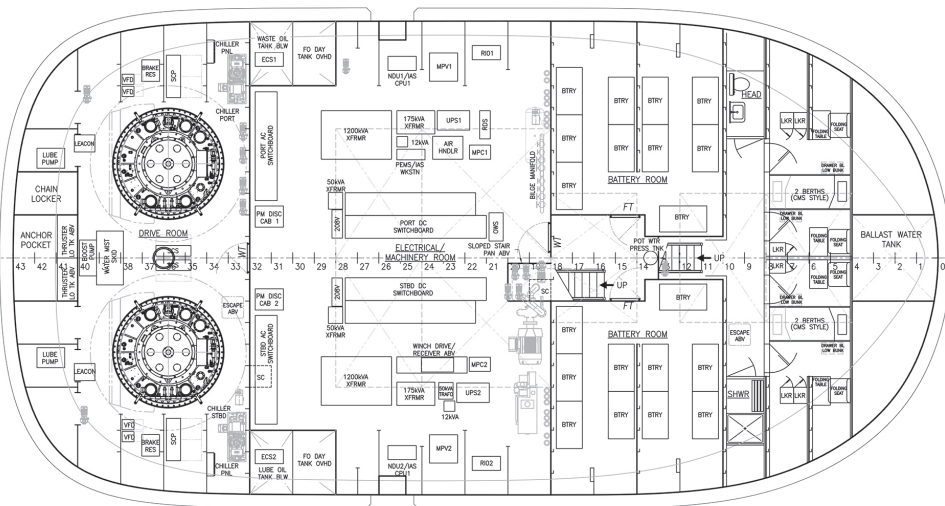 CHILLER
PNL
WASTE OIL
TANK BLW
ECS1
FO DAY
TANK OVHD
NDU1/IAS
CPU1
MPV1
RIO1
VFD
VFD
BRAKE
RES
SCP
CHILLER
PORT
PORT AC
SWITCHBOARD
1200kVA
XFRMR
175kVA
XFRMR
UPS1
RDS
12kVA
AIR
HNDLR
MPC1
PEMS/IAS
WKSTN
BILGE MANIFOLD
BTRY
BTRY
BTRY
BTRY
BTRY
BTRY
BTRY
BATTERY ROOM
HEAD
LKR
LKR
FOLDING
TABLE
FOLDING
SEAT
DRAWER BL
LOW BUNK
2 BERTHS
(CMS STYLE)
DRAWER BL
LOW BUNK
FOLDING
TABLE
FOLDING
SEAT
LEACON
LUBE
PUMP
CHAIN
LOCKER
ANCHOR
POCKET
THRUSTER
LO TK ABV
BOOST
PUMP
WATER MIST
SKID
DRIVE ROOM
WT
PM DISC
CAB 1
50kVA
XFRMR
208V
PORT DC
SWITCHBOARD
OWS
SLOPED STAIR
PAN ABV
ELECTRICAL/
MACHINERY ROOM
WT
FT
BTRY
POT WTR
PRESS TNK
UP
BALLAST WATER
TANK
43 42 41 40 39 38 37 36 35 34 33 32 31 30 29 28 27 26 25 24 23 22 21 18 17 16 15 14 13 12 11 10 9 8 7 6 5 4 3 2 1 0
THRUSTER
LO TK ABV
ESCAPE
ABV
PM DISC
CAB 2
208V
50kVA
XFRMR
STBD DC
SWITCHBOARD
SC
UP
FT
BTRY
LKR
FOLDING
TABLE
FOLDING
SEAT
DRAWER BL
LOW BUNK
2 BERTHS
(CMS STYLE)
DRAWER BL
LOW BUNK
BATTERY ROOM
ESCAPE
ABV
STBD AC
SWITCHBOARD
SC
LUBE
PUMP
LEACON
WINCH DRIVE/
RECEIVER ABV
MPC2
1200kVA
XFRMR
175kVA
XFRMR
50kVA
TRAFO
UPS2
12kVA
BTRY
BTRY
BTRY
BTRY
BTRY
BTRY
BTRY
SHWR
LKR
LKR
FOLDING
TABLE
FOLDING
SEAT
VFD
VFD
BRAKE
RES
SCP
CHILLER
STBD
CHILLER
PNL
ECS2
LUBE OIL
TANK BLW
FO DAY
TANK OVHD
NDU2/IAS
CPU1
MPV2
RIO2